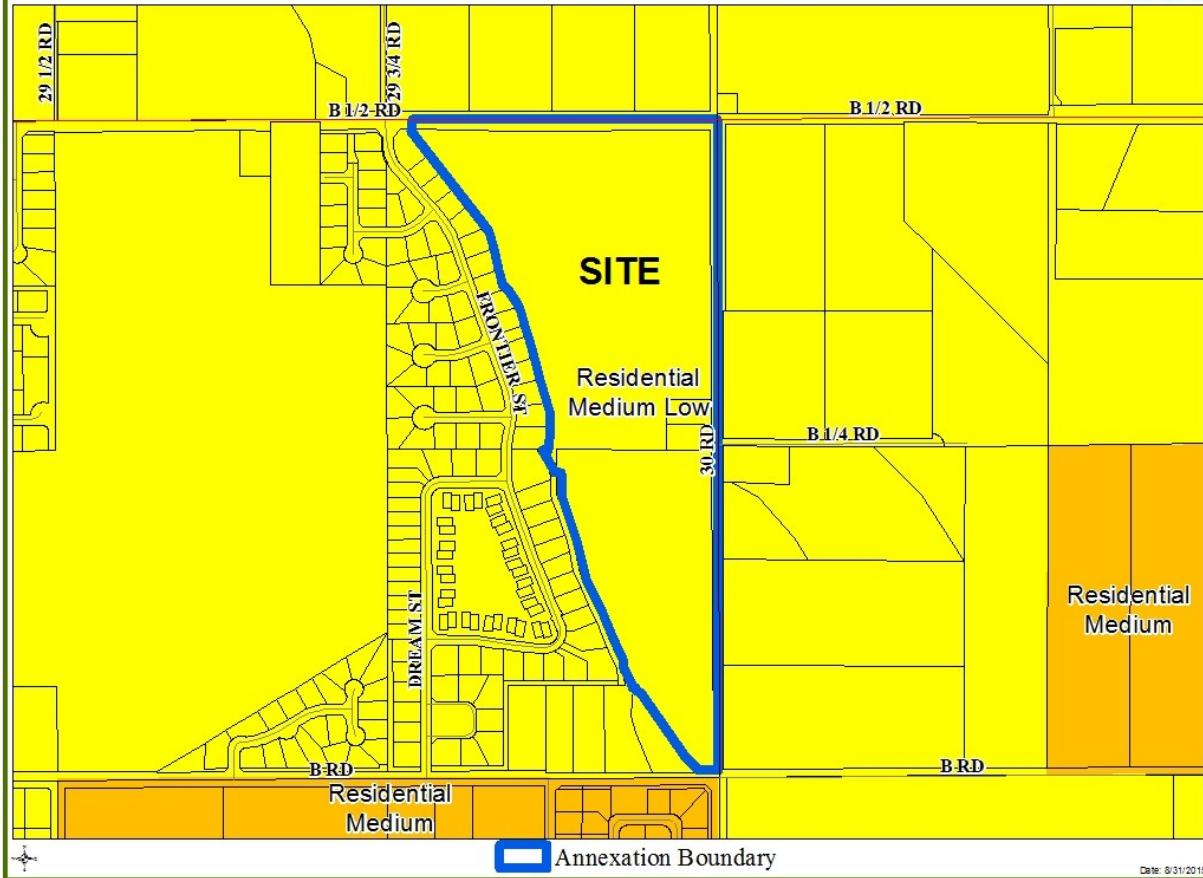 29 1/2 RD
29 3/4 RD
B 1/2 RD
B 1/2 RD
SITE
FRONTIER ST
Residential
Medium Low
30 RD
B 1/4 RD
Residential
Medium
DREAM ST
B RD
B RD
Residential
Medium
Annexation Boundary